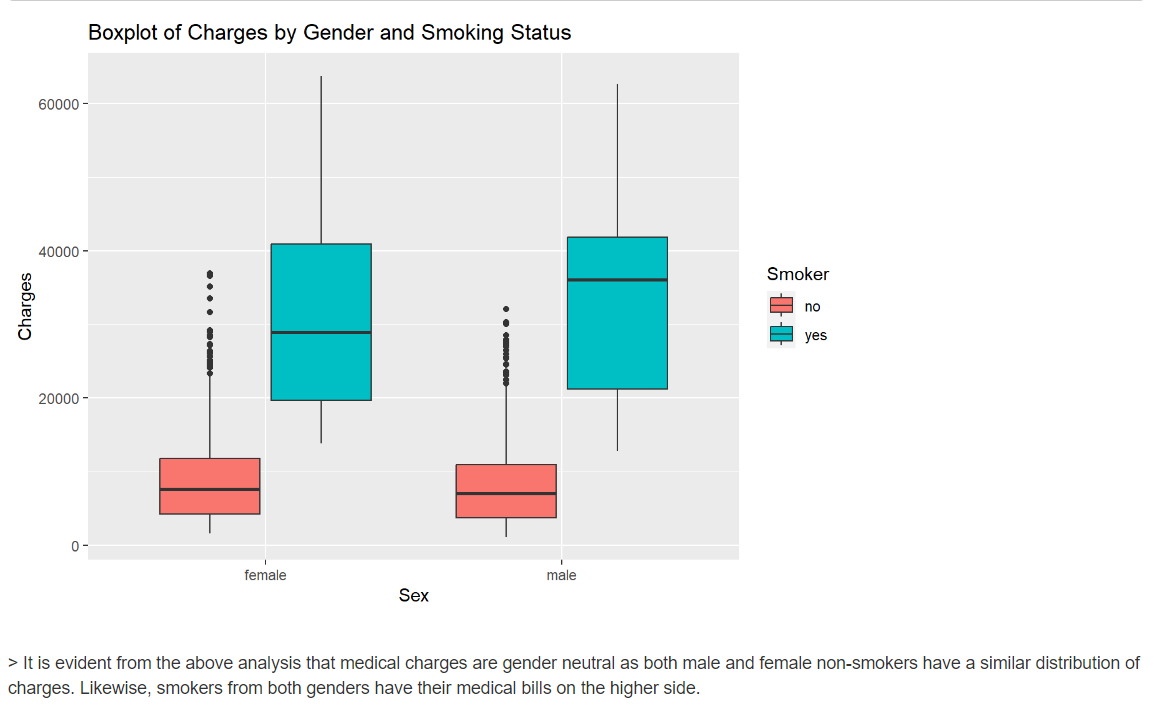 Boxplot of Charges by Gender and Smoking Status
60000
40000
20000
0
Charges
female
male
Sex
Smoker
no
yes
> It is evident from the above analysis that medical charges are gender neutral as both male and female non-smokers have a similar distribution of
charges. Likewise, smokers from both genders have their medical bills on the higher side.